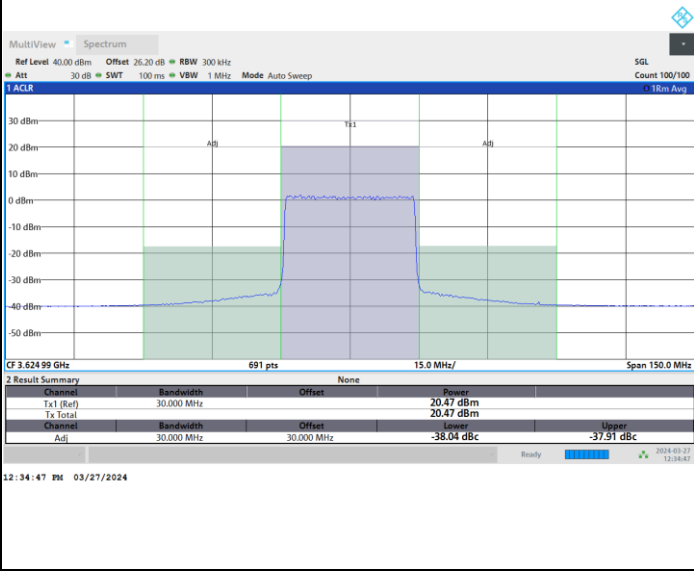 MultiView Spectrum
Ref Level 40.00 dBm Offset 26.20 dB RBW 300 kHz SGL
Att 30 dB SWT 100 ms VBW 1 MHz Mode Auto Sweep Count 100/100
1 ACLR 1Rm Avg
30 dBm
Tx1
20 dBm
Adj Adj
10 dBm
0 dBm
-10 dBm
-20 dBm
-30 dBm
-40 dBm
-50 dBm
CF 3.624 99 GHz 691 pts 15.0 MHz/ Span 150.0 MHz
2 Result Summary None
Channel Bandwidth Offset Power
Tx1 (Ref) 30.000 MHz 20.47 dBm
Tx Total 20.47 dBm
Channel Bandwidth Offset Lower Upper
Adj 30.000 MHz 30.000 MHz -38.04 dBc -37.91 dBc
Ready 2024-03-27
12:34:47
12:34:47 PM 03/27/2024